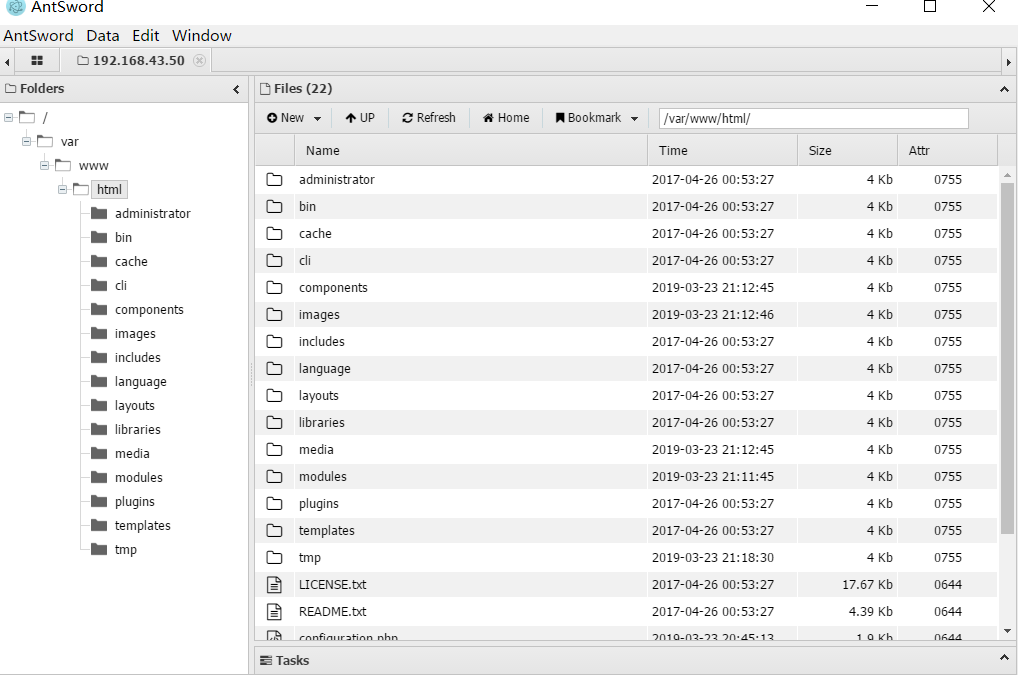 AntSword
AntSword Data Edit Window
192.168.43.50
Folders
/
var
www
html
administrator
bin
cache
cli
components
images
includes
language
layouts
libraries
media
modules
plugins
templates
tmp
Files (22)
New UP Refresh Home Bookmark /var/www/html/
Name Time Size Attr
administrator 2017-04-26 00:53:27 4 Kb 0755
bin 2017-04-26 00:53:27 4 Kb 0755
cache 2017-04-26 00:53:27 4 Kb 0755
cli 2017-04-26 00:53:27 4 Kb 0755
components 2019-03-23 21:12:45 4 Kb 0755
images 2019-03-23 21:12:46 4 Kb 0755
includes 2017-04-26 00:53:27 4 Kb 0755
language 2017-04-26 00:53:27 4 Kb 0755
layouts 2017-04-26 00:53:27 4 Kb 0755
libraries 2017-04-26 00:53:27 4 Kb 0755
media 2019-03-23 21:12:45 4 Kb 0755
modules 2019-03-23 21:11:45 4 Kb 0755
plugins 2017-04-26 00:53:27 4 Kb 0755
templates 2017-04-26 00:53:27 4 Kb 0755
tmp 2019-03-23 21:18:30 4 Kb 0755
LICENSE.txt 2017-04-26 00:53:27 17.67 Kb 0644
README.txt 2017-04-26 00:53:27 4.39 Kb 0644
configuration.php 2019-03-23 20:45:13 1.9 Kb 0644
Tasks